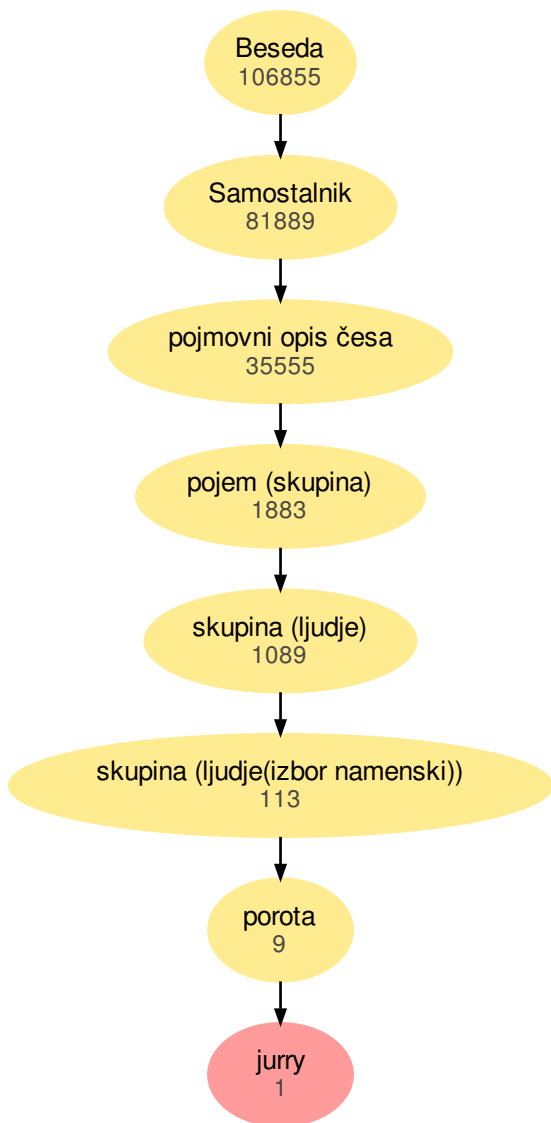 Beseda
106855
Samostalnik
81889
pojmovni opis česa
35555
pojem (skupina)
1883
skupina (ljudje)
1089
skupina (ljudje(izbor namenski))
113
porota
9
jurry
1